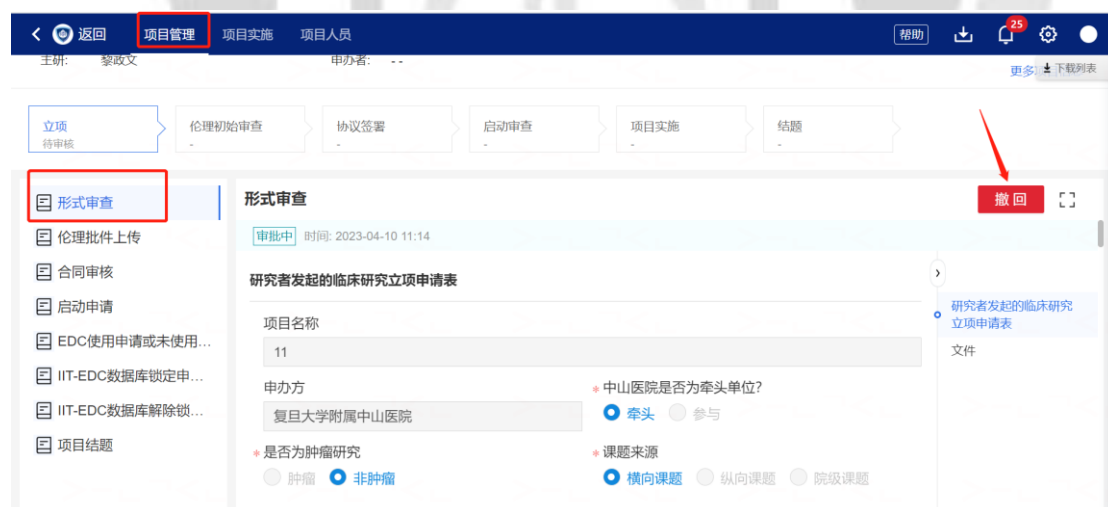 返回 项目管理 项目实施 项目人员 帮助 25
主研: 黎政文 申办者: --
更多 下载列表
立项 伦理初始审查 协议签署 启动审查 项目实施 结题
待审核 - - - - -
形式审查
伦理批件上传
合同审核
启动申请
EDC使用申请或未使用...
IIT-EDC数据库锁定申...
IIT-EDC数据库解除锁...
项目结题
形式审查 撤回
审批中 时间: 2023-04-10 11:14
研究者发起的临床研究立项申请表
项目名称
11
申办方 * 中山医院是否为牵头单位?
复旦大学附属中山医院 牵头 参与
* 是否为肿瘤研究 * 课题来源
肿瘤 非肿瘤 横向课题 纵向课题 院级课题
研究者发起的临床研究
立项申请表
文件